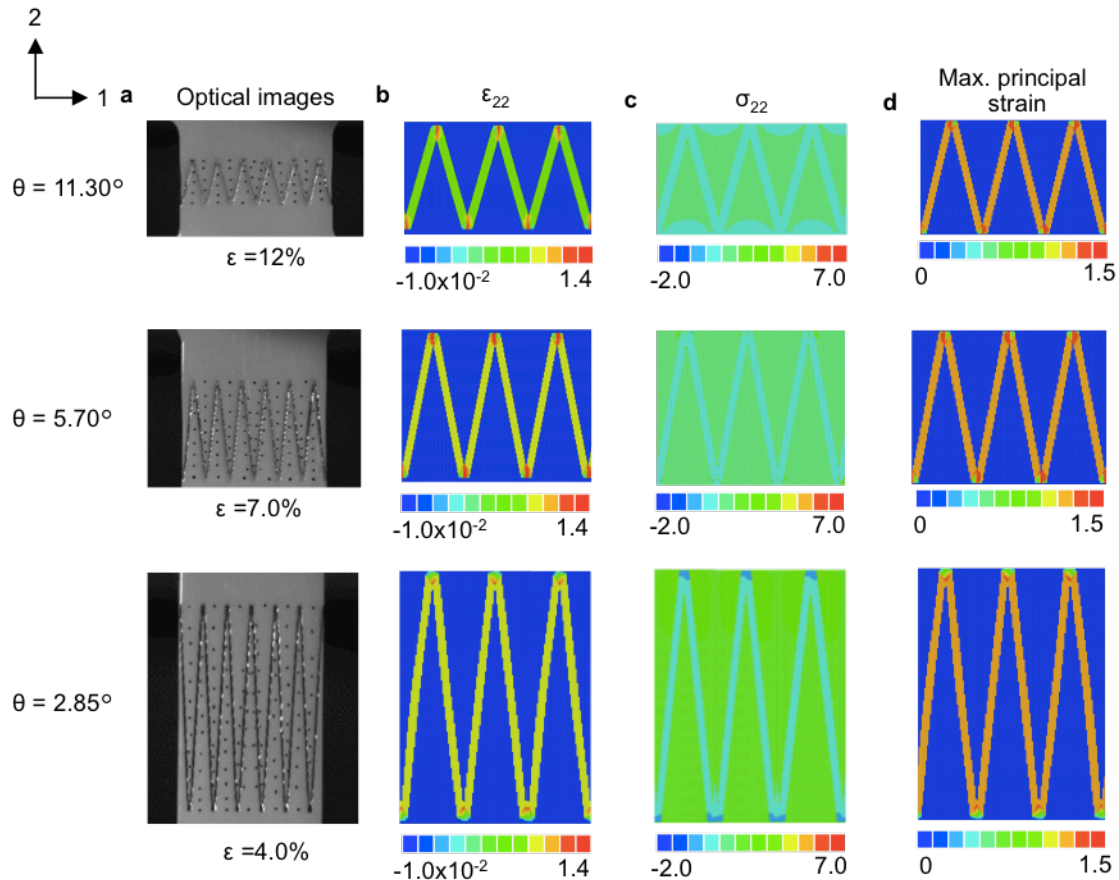 2
1
a
Optical images
b
ε22
c
σ22
d
Max. principal
strain
θ = 11.30°
ε =12%
-1.0x10-2
1.4
-2.0
7.0
0
1.5
θ = 5.70°
ε =7.0%
-1.0x10-2
1.4
-2.0
7.0
0
1.5
θ = 2.85°
ε =4.0%
-1.0x10-2
1.4
-2.0
7.0
0
1.5